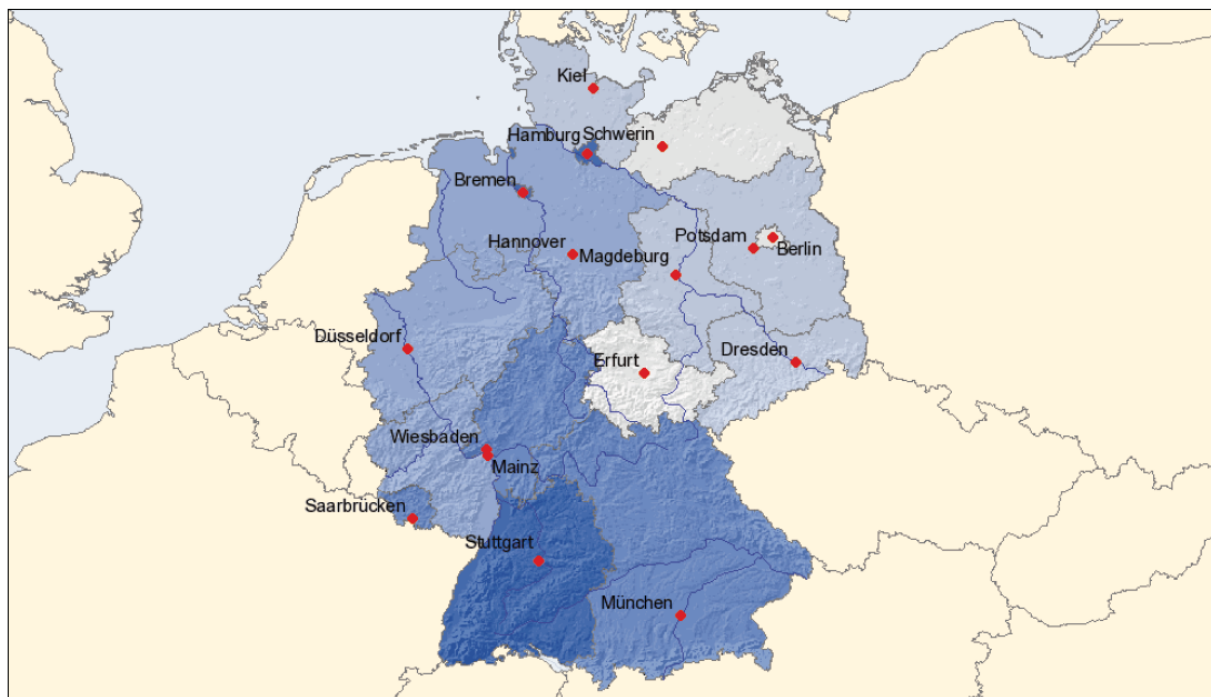 Kiel
Hamburg
Schwerin
Bremen
Hannover
Magdeburg
Potsdam
Berlin
Düsseldorf
Erfurt
Dresden
Wiesbaden
Mainz
Saarbrücken
Stuttgart
München